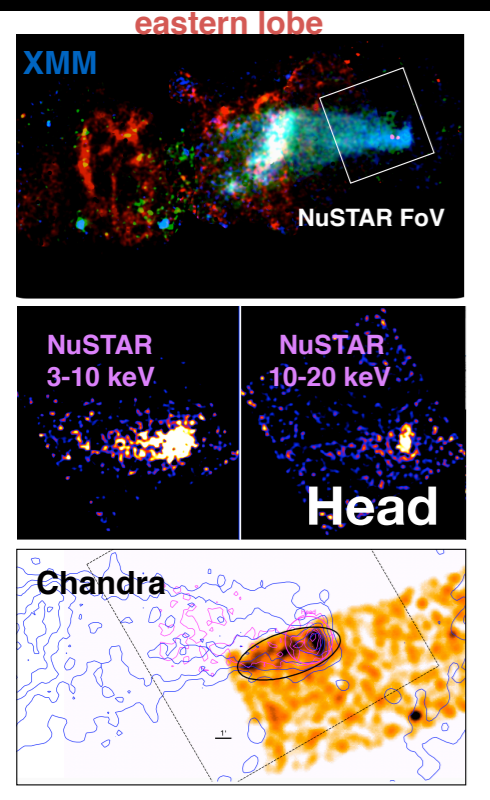 eastern lobe
XMM
NuSTAR FoV
NuSTAR
3-10 keV
NuSTAR
10-20 keV
Head
Chandra
1'